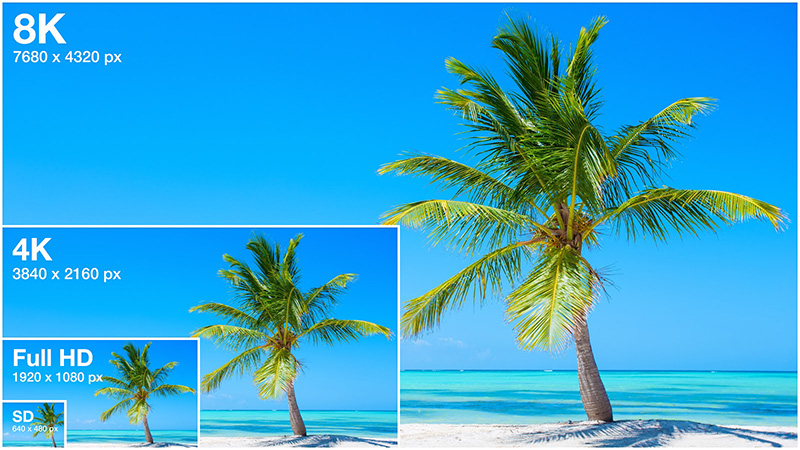 8K
7680 x 4320 px
4K
3840 x 2160 px
Full HD
1920 x 1080 px
SD
640 x 480 px